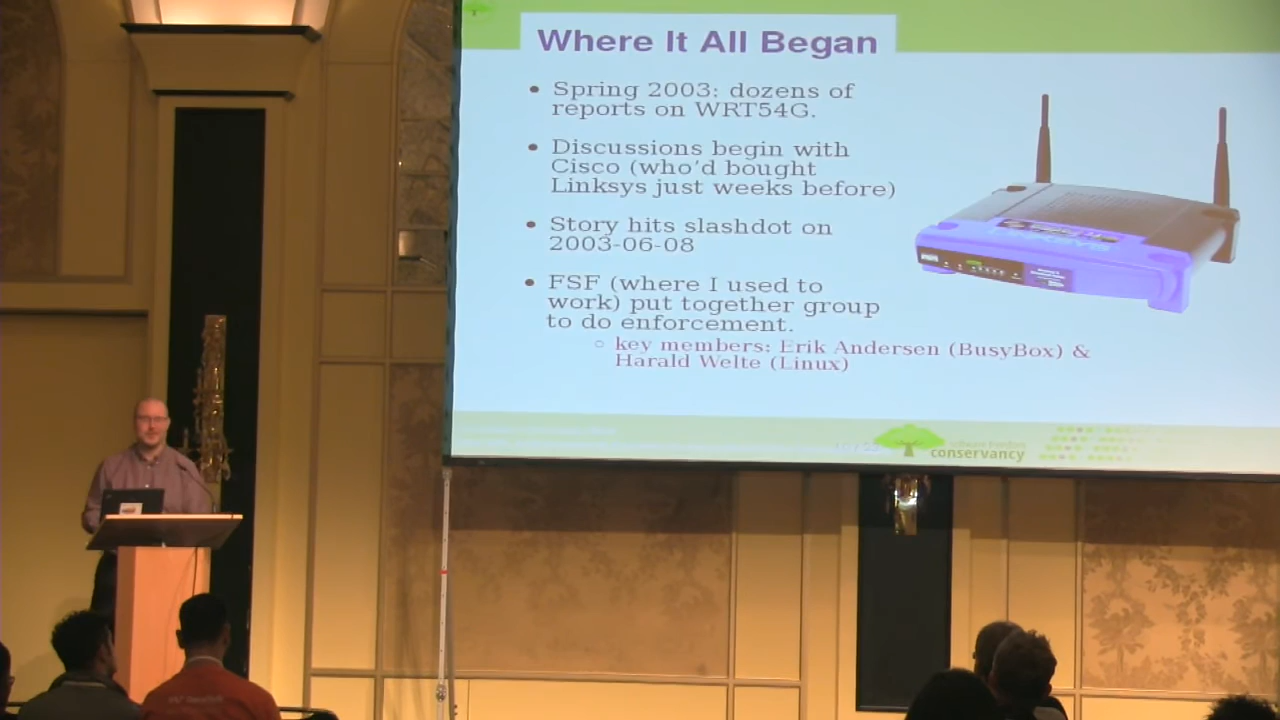 Where It All Began
• Spring 2003: dozens of
reports on WRT54G.
• Discussions begin with
Cisco (who'd bought
Linksys just weeks before)
• Story hits slashdot on
2003-06-08
• FSF (where I used to
work) put together group
to do enforcement.
○ key members: Erik Andersen (BusyBox) &
Harald Welte (Linux)
LINKSYS
conservancy